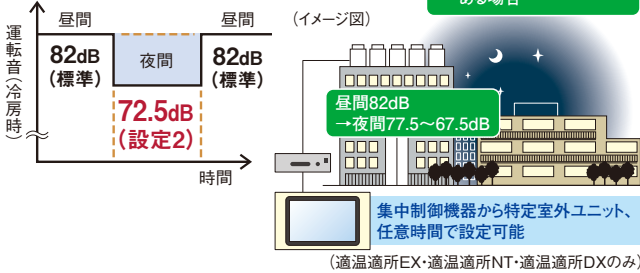 ある場合
運転音(冷房時)
昼間
昼間
82dB
(標準)
夜間
82dB
(標準)
72.5dB
(設定2)
時間
(イメージ図)
昼間82dB
→夜間77.5~67.5dB
集中制御機器から特定室外ユニット、
任意時間で設定可能
(適温適所EX・適温適所NT・適温適所DXのみ)